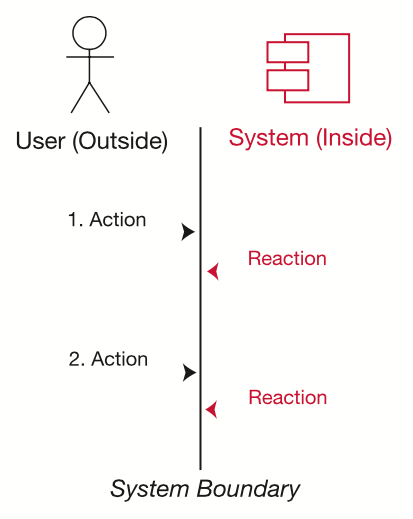 User (Outside)
System (Inside)
1. Action
Reaction
2. Action
Reaction
System Boundary